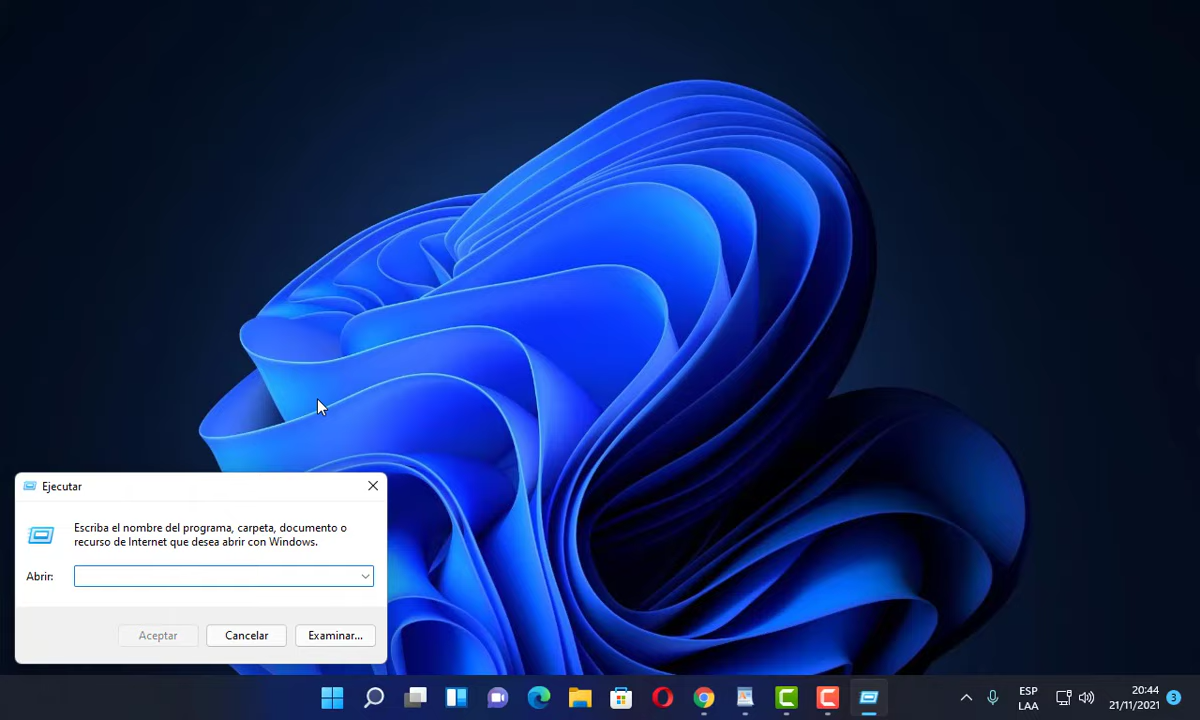 Ejecutar
Escriba el nombre del programa, carpeta, documento o
recurso de Internet que desea abrir con Windows.
Abrir:
Aceptar Cancelar Examinar...
ESP
LAA
20:44
21/11/2021
3